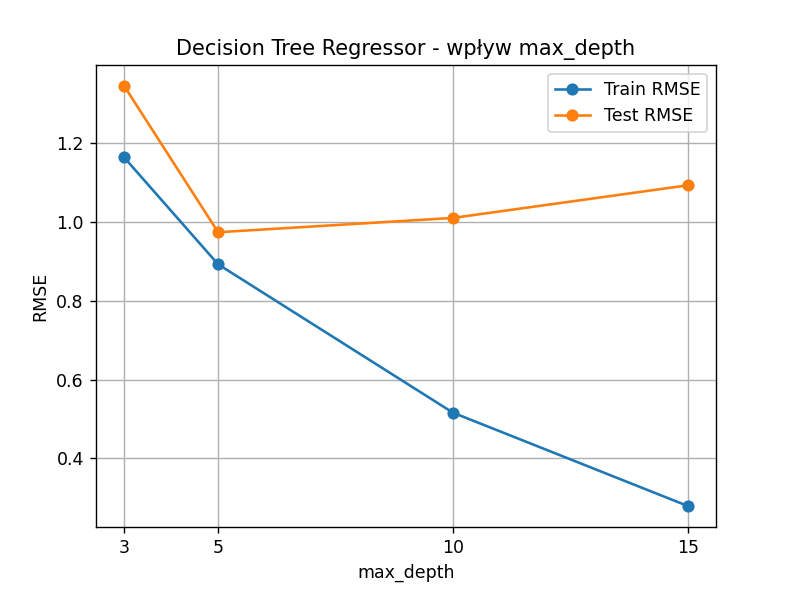 Decision Tree Regressor - wpływ max_depth
Train RMSE
Test RMSE
1.2
1.0
0.8
0.6
0.4
RMSE
3 5 10 15
max_depth